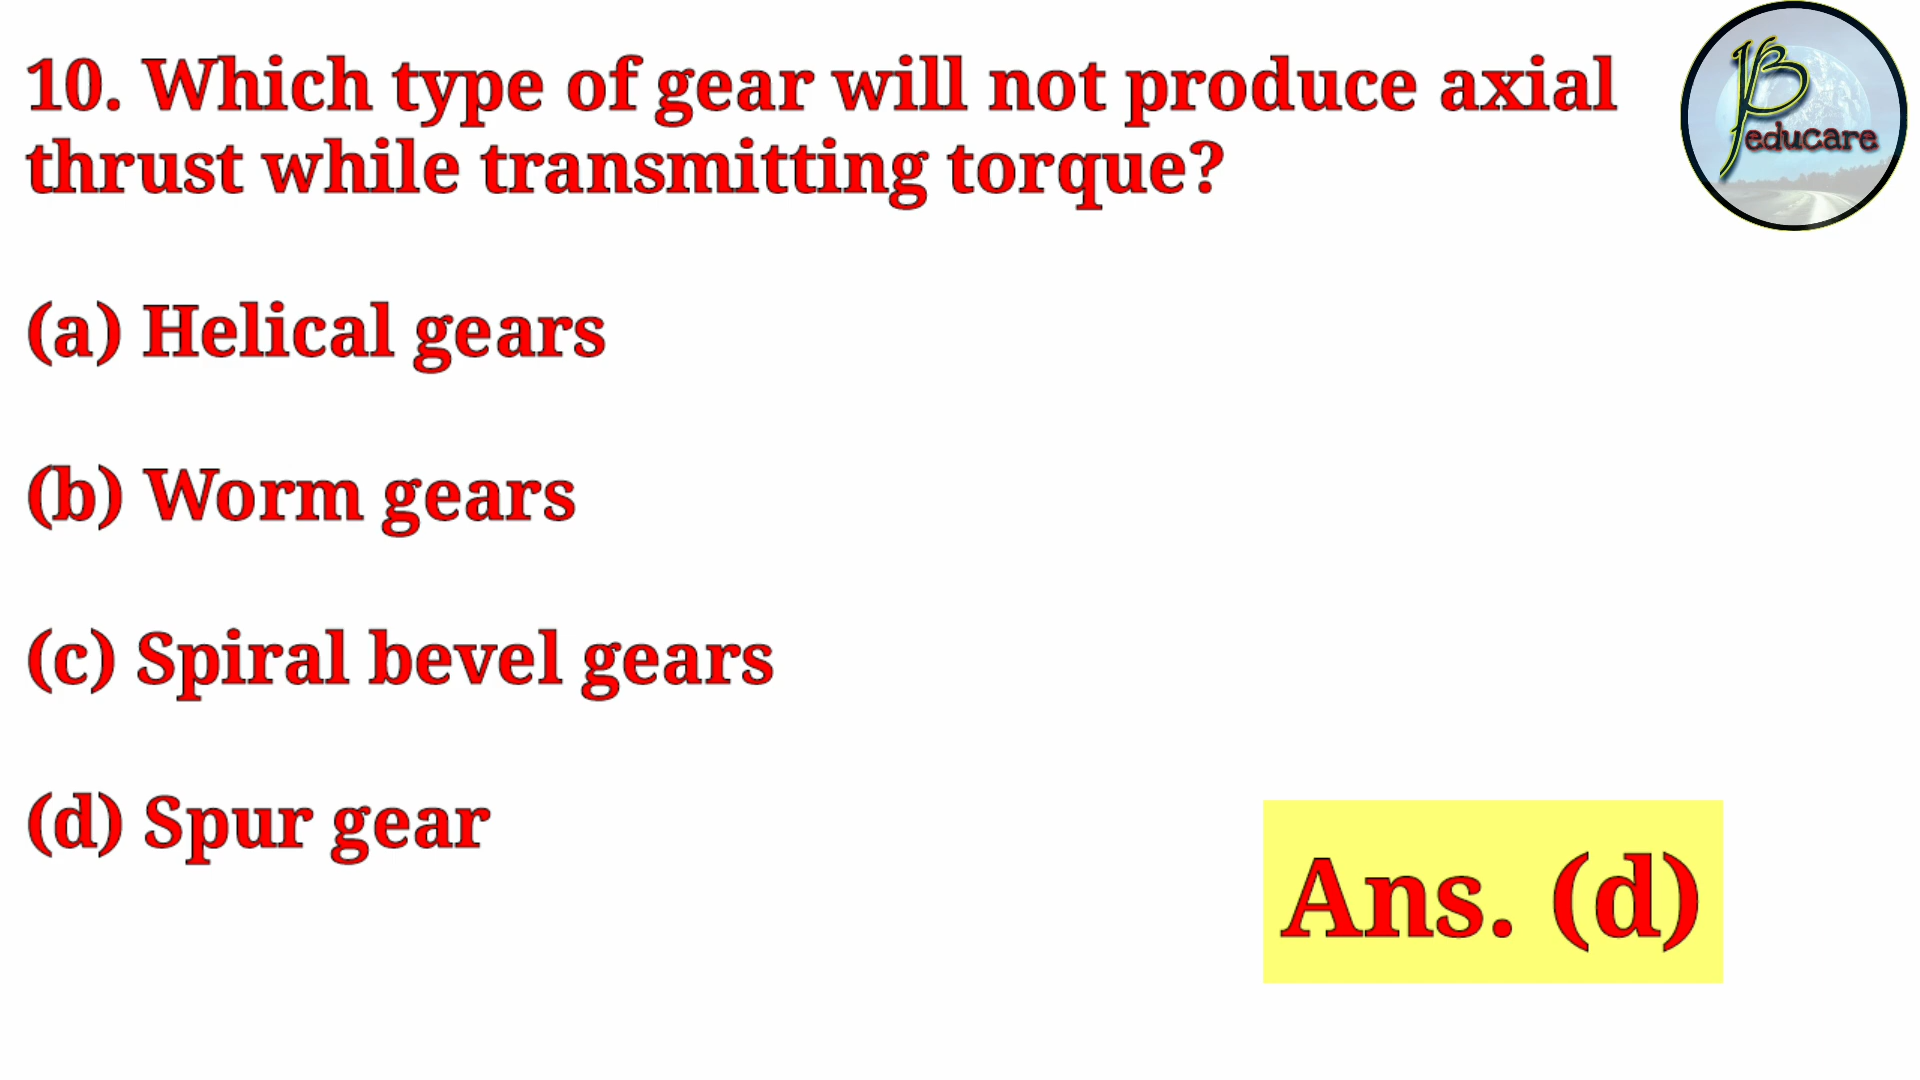 10. Which type of gear will not produce axial
thrust while transmitting torque?
(a) Helical gears
(b) Worm gears
(c) Spiral bevel gears
(d) Spur gear
Ans. (d)
educare